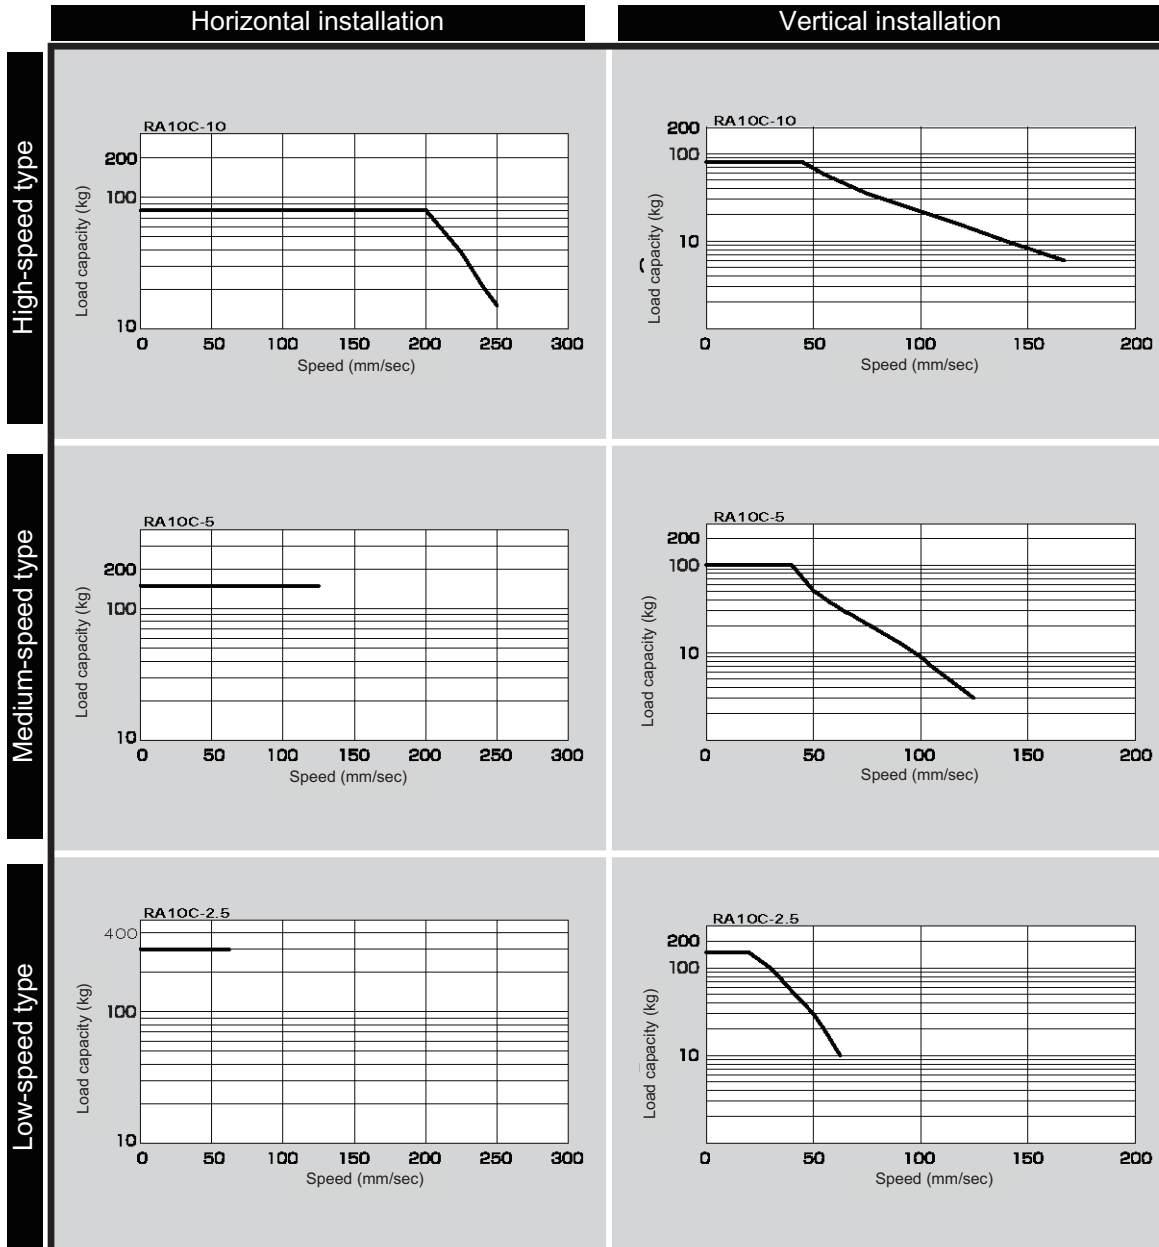 Horizontal installation
Vertical installation
High-speed type
RA10C-10
200
100
10
Load capacity (kg)
0 50 100 150 200 250 300
Speed (mm/sec)
RA10C-10
200
100
10
Load capacity (kg)
0 50 100 150 200
Speed (mm/sec)
Medium-speed type
RA10C-5
200
100
10
Load capacity (kg)
0 50 100 150 200 250 300
Speed (mm/sec)
RA10C-5
200
100
10
Load capacity (kg)
0 50 100 150 200
Speed (mm/sec)
Low-speed type
RA10C-2.5
400
100
10
Load capacity (kg)
0 50 100 150 200 250 300
Speed (mm/sec)
RA10C-2.5
200
100
10
Load capacity (kg)
0 50 100 150 200
Speed (mm/sec)